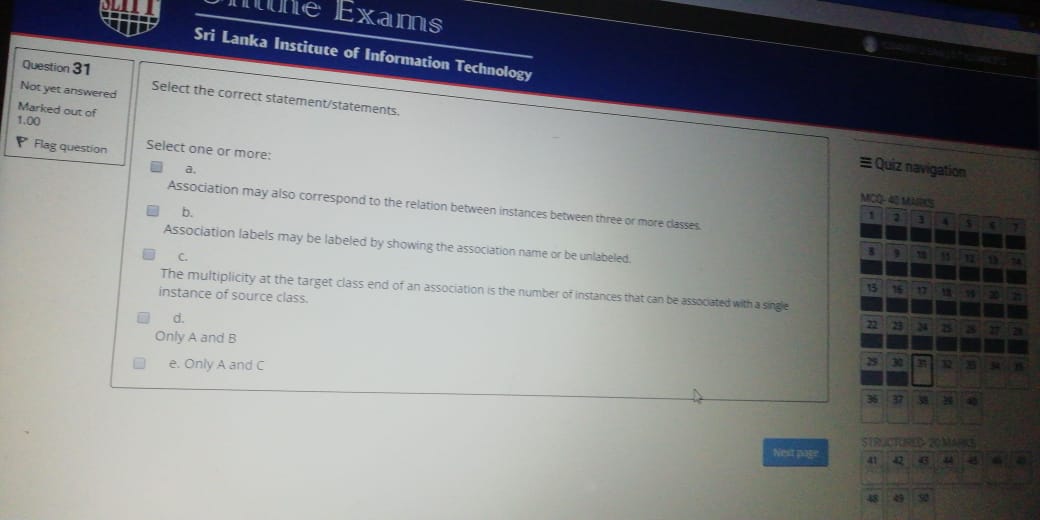 SLIIT
Online Exams
Sri Lanka Institute of Information Technology
Question 31
Not yet answered
Marked out of
1.00
Flag question
Select the correct statement/statements.
Select one or more:
a.
Association may also correspond to the relation between instances between three or more classes.
b.
Association labels may be labeled by showing the association name or be unlabeled.
c.
The multiplicity at the target class end of an association is the number of instances that can be associated with a single
instance of source class.
d.
Only A and B
e. Only A and C
Next page
Quiz navigation
MCQ- 40 MARKS
1 2 3 4 5 6 7
8 9 10 11 12 13 14
15 16 17 18 19 20 21
22 23 24 25 26 27 28
29 30 31 32 33 34 35
36 37 38 39 40
STRUCTURED- 20 MARKS
41 42 43 44 45 46 47
48 49 50